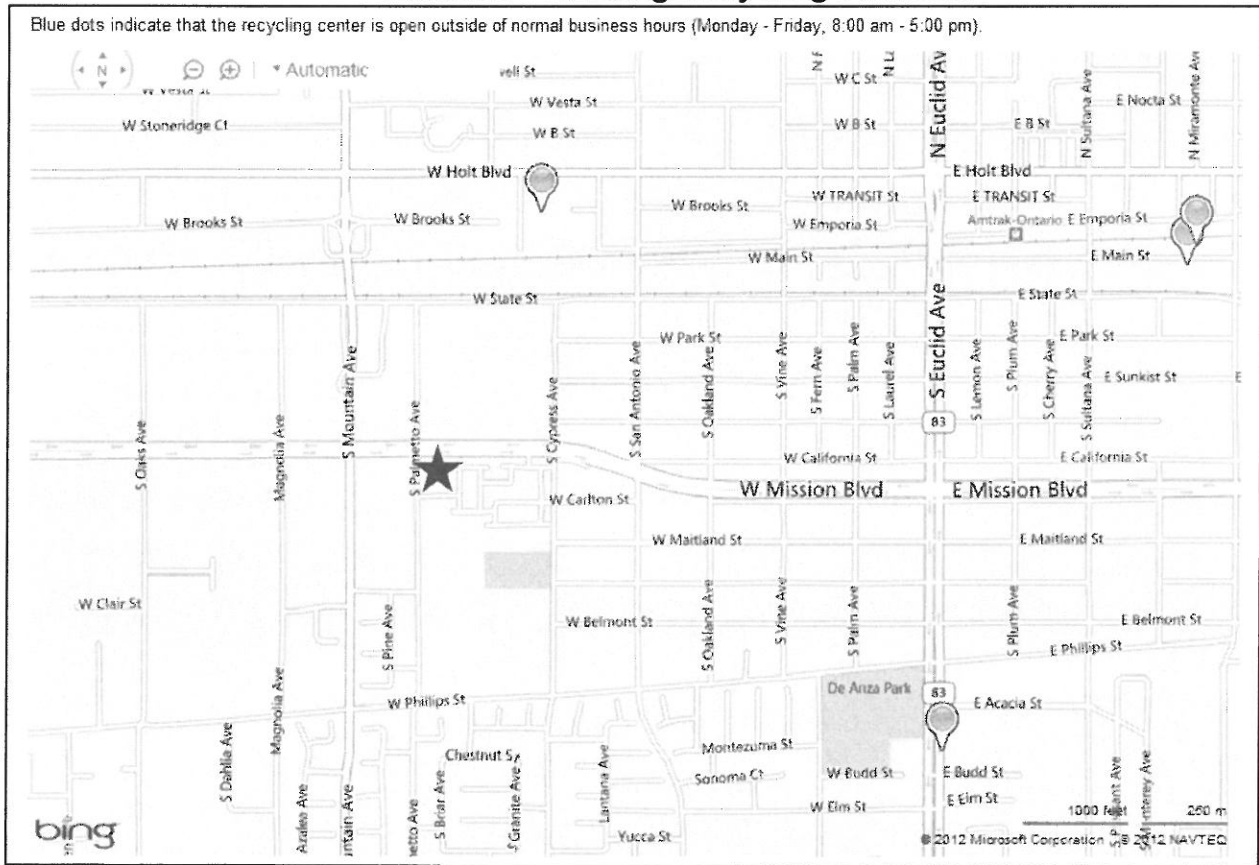 Blue dots indicate that the recycling center is open outside of normal business hours (Monday - Friday, 8:00 am - 5:00 pm).
N
Automatic
vell St
W C St
N Euclid Av
N Sultana Ave
N Miramonte Av
W Vesta St
W Vesta St
E Nocta St
W Stoneridge Ct
W B St
W B St
E B St
W Holt Blvd
E Holt Blvd
W TRANSIT St
E TRANSIT St
W Brooks St
W Brooks St
W Brooks St
W Emporia St
Amtrak-Ontario
E Emporia St
W Main St
E Main St
W State St
E State St
S Euclid Ave
W Park St
E Park St
S Oaks Ave
Magnolia Ave
S Mountain Ave
S Palmetto Ave
S Cypress Ave
S San Antonio Ave
S Oakland Ave
S Vine Ave
S Fern Ave
S Palm Ave
S Laurel Ave
S Lemon Ave
S Plum Ave
S Cherry Ave
S Sultana Ave
E Sunkist St
83
W California St
E California St
W Carlton St
W Mission Blvd
E Mission Blvd
W Maitland St
E Maitland St
W Clair St
S Pine Ave
W Belmont St
S Oakland Ave
S Vine Ave
S Palm Ave
S Plum Ave
E Belmont St
E Phillips St
Magnolia Ave
W Phillips St
De Anza Park
83
E Acacia St
S Dahlia Ave
Chestnut S
Montezuma St
Sonoma Ct
W Budd St
E Budd St
Azalea Ave
ntain Ave
netto Ave
S Briar Ave
S Granite Ave
Lantana Ave
W Elm St
E Elm St
Yucca St
S Monterey Ave
1000 feet
250 m
bing
© 2012 Microsoft Corporation
© 2012 NAVTEQ